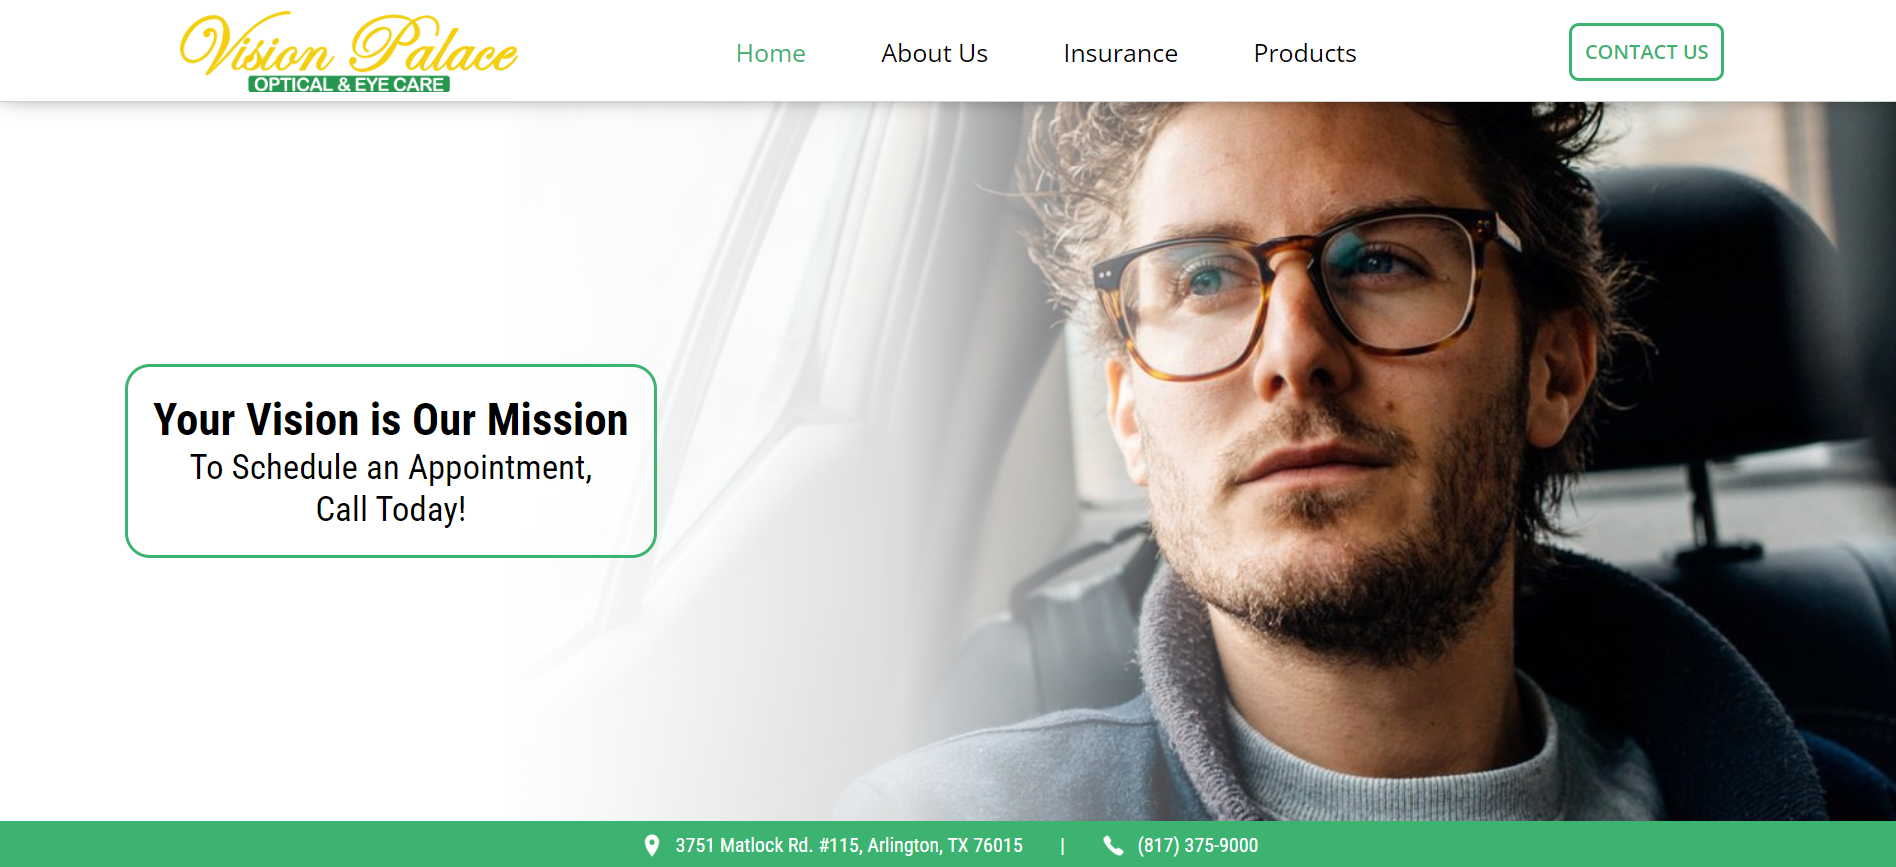 Vision Palace
OPTICAL & EYE CARE
Home
About Us
Insurance
Products
CONTACT US
Your Vision is Our Mission
To Schedule an Appointment,
Call Today!
3751 Matlock Rd. #115, Arlington, TX 76015 | (817) 375-9000